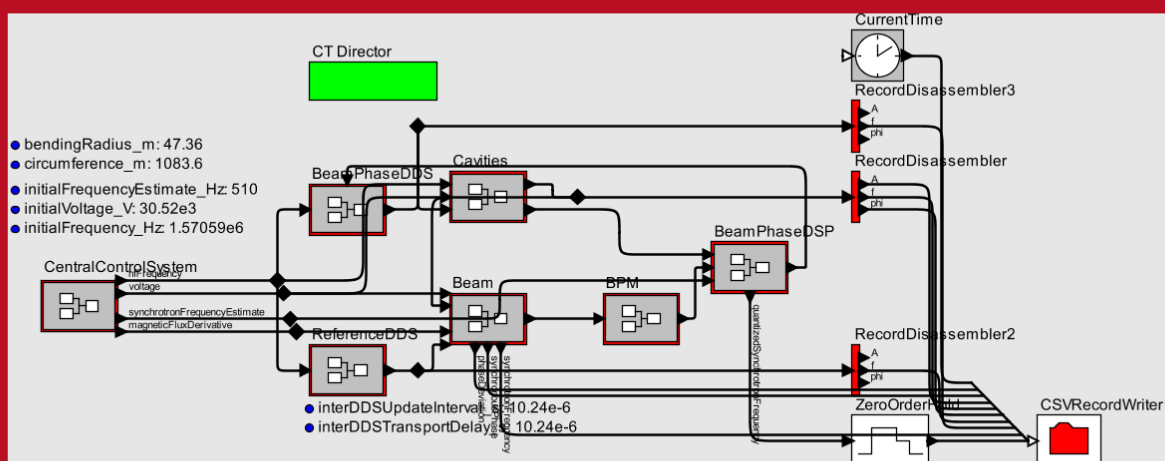 CurrentTime
CT Director
RecordDisassembler3
A
f
phi
bendingRadius_m: 47.36
circumference_m: 1083.6
initialFrequencyEstimate_Hz: 510
initialVoltage_V: 30.52e3
initialFrequency_Hz: 1.57059e6
BeamPhaseDDS
Cavities
RecordDisassembler
A
f
phi
BeamPhaseDSP
CentralControlSystem
voltage
synchrotronFrequencyEstimate
magneticFluxDerivative
Beam
BPM
quantizedSynchrotronFrequency
ReferenceDDS
RecordDisassembler2
A
f
phi
synchrotronFrequency
interDDSUpdateInterval 10.24e-6
interDDSTransportDelay 10.24e-6
CSVRecordWriter